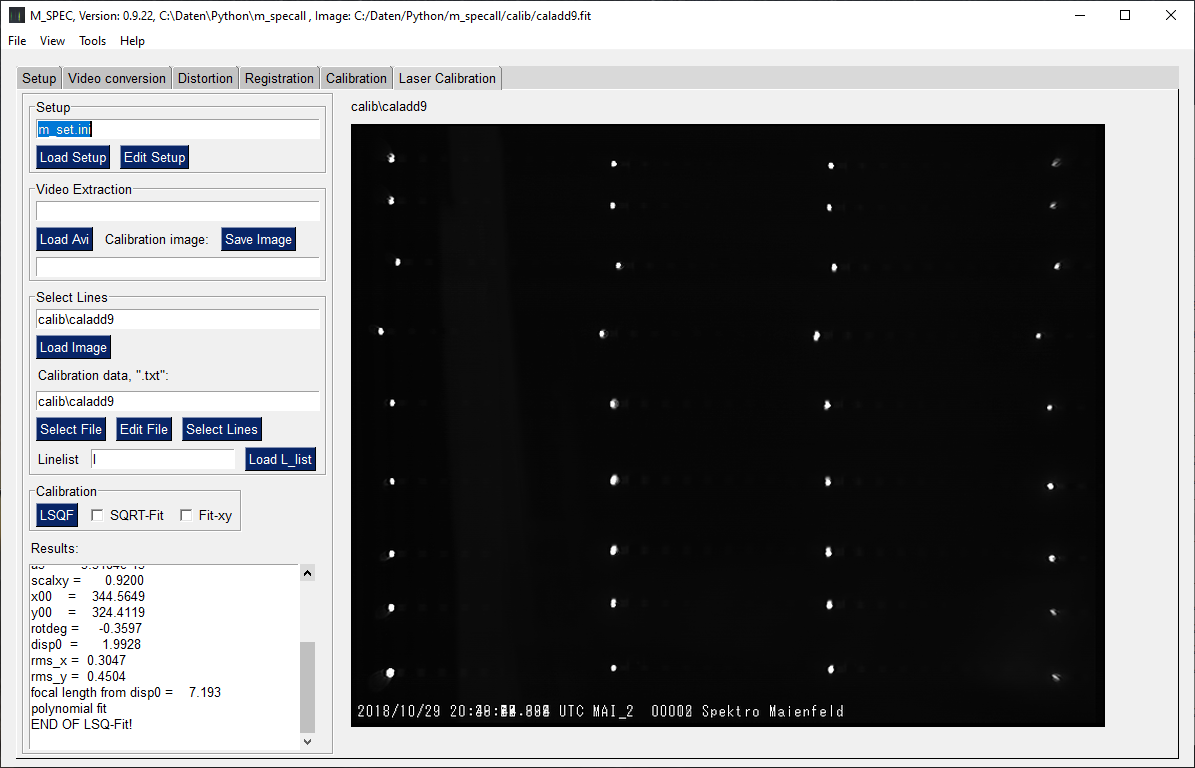 M_SPEC, Version: 0.9.22, C:\Daten\Python\m_specall , Image: C:/Daten/Python/m_specall/calib/caladd9.fit
File View Tools Help
Setup Video conversion Distortion Registration Calibration Laser Calibration
Setup
m_set.ini
Load Setup Edit Setup
Video Extraction
Load Avi Calibration image: Save Image
Select Lines
calib\caladd9
Load Image
Calibration data, ".txt":
calib\caladd9
Select File Edit File Select Lines
Linelist l Load L_list
Calibration
LSQF SQRT-Fit Fit-xy
Results:
scalxy = 0.9200
x00 = 344.5649
y00 = 324.4119
rotdeg = -0.3597
disp0 = 1.9928
rms_x = 0.3047
rms_y = 0.4504
focal length from disp0 = 7.193
polynomial fit
END OF LSQ-Fit!
calib\caladd9
2018/10/29 UTC MAI_2 Spektro Maienfeld